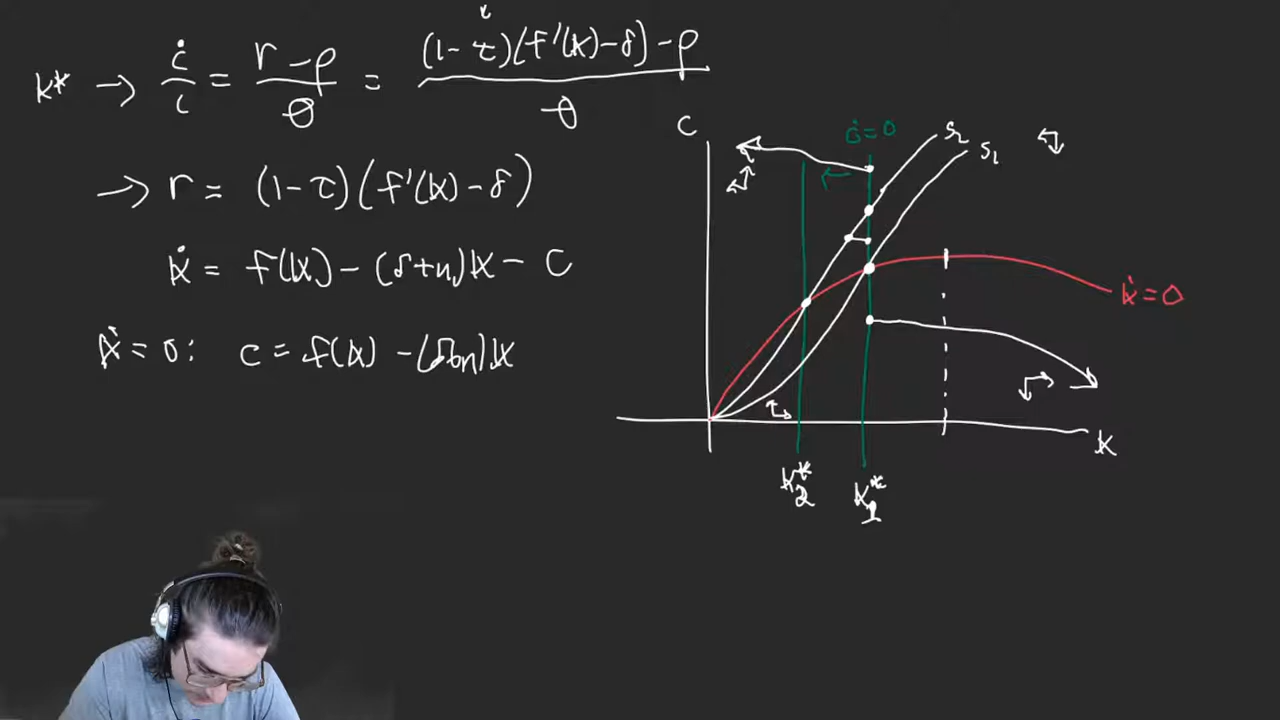 k* → ċ/c = r - ρ / θ = (1 - τ)(f'(k) - δ) - ρ / θ
→ r = (1 - τ)(f'(k) - δ)
k̇ = f(k) - (δ+n)k - c
k̇ = 0: c = f(k) - (δ+n)k
c
ċ = 0
S₂
S₁
k̇ = 0
k
k₂*
k₁*